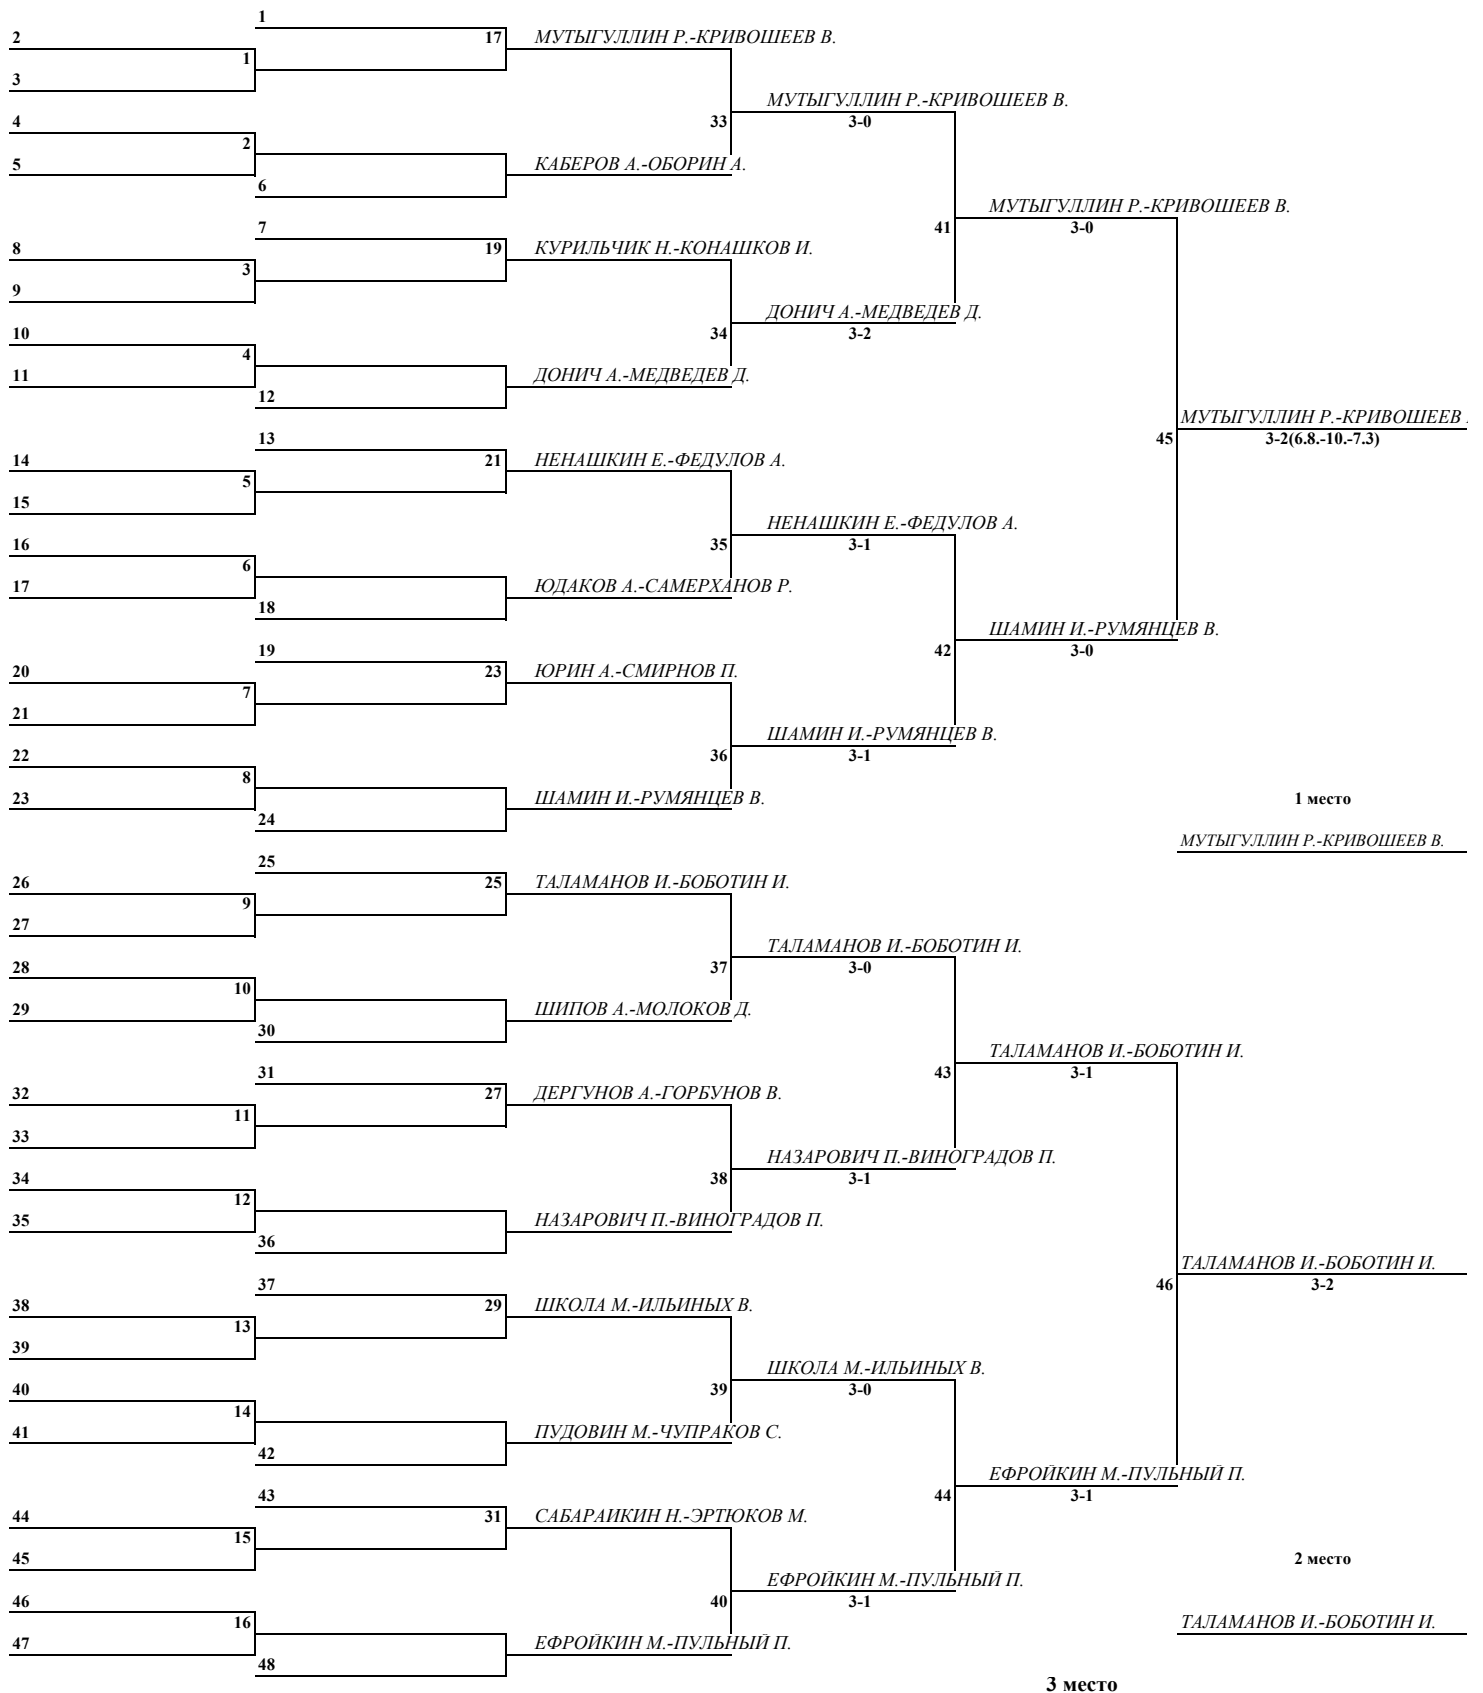 1
2
17 МУТЫГУЛЛИН Р.-КРИВОШЕЕВ В.
1
3
МУТЫГУЛЛИН Р.-КРИВОШЕЕВ В.
4
33 3-0
2
5 КАБЕРОВ А.-ОБОРИН А.
6
МУТЫГУЛЛИН Р.-КРИВОШЕЕВ В.
7
41 3-0
8
19 КУРИЛЬЧИК Н.-КОНАШКОВ И.
3
9
ДОНИЧ А.-МЕДВЕДЕВ Д.
10
34 3-2
4
11 ДОНИЧ А.-МЕДВЕДЕВ Д.
12
МУТЫГУЛЛИН Р.-КРИВОШЕЕВ
13
45 3-2(6.8.-10.-7.3)
14
21 НЕНАШКИН Е.-ФЕДУЛОВ А.
5
15
НЕНАШКИН Е.-ФЕДУЛОВ А.
16
35 3-1
6
17 ЮДАКОВ А.-САМЕРХАНОВ Р.
18
ШАМИН И.-РУМЯНЦЕВ В.
19
42 3-0
20
23 ЮРИН А.-СМИРНОВ П.
7
21
ШАМИН И.-РУМЯНЦЕВ В.
22
36 3-1
8
23 ШАМИН И.-РУМЯНЦЕВ В. 1 место
24
МУТЫГУЛЛИН Р.-КРИВОШЕЕВ В.
25
26
25 ТАЛАМАНОВ И.-БОБОТИН И.
9
27
ТАЛАМАНОВ И.-БОБОТИН И.
28
37 3-0
10
29 ШИПОВ А.-МОЛОКОВ Д.
30
ТАЛАМАНОВ И.-БОБОТИН И.
31
43 3-1
32
27 ДЕРГУНОВ А.-ГОРБУНОВ В.
11
33
НАЗАРОВИЧ П.-ВИНОГРАДОВ П.
34
38 3-1
12
35 НАЗАРОВИЧ П.-ВИНОГРАДОВ П.
36
ТАЛАМАНОВ И.-БОБОТИН И.
37
46 3-2
38
29 ШКОЛА М.-ИЛЬИНЫХ В.
13
39
ШКОЛА М.-ИЛЬИНЫХ В.
40
39 3-0
14
41 ПУДОВИН М.-ЧУПРАКОВ С.
42
ЕФРОЙКИН М.-ПУЛЬНЫЙ П.
43
44 3-1
44
31 САБАРАЙКИН Н.-ЭРТЮКОВ М.
15
45 2 место
ЕФРОЙКИН М.-ПУЛЬНЫЙ П.
46
40 3-1
16 ТАЛАМАНОВ И.-БОБОТИН И.
47 ЕФРОЙКИН М.-ПУЛЬНЫЙ П.
48
3 место